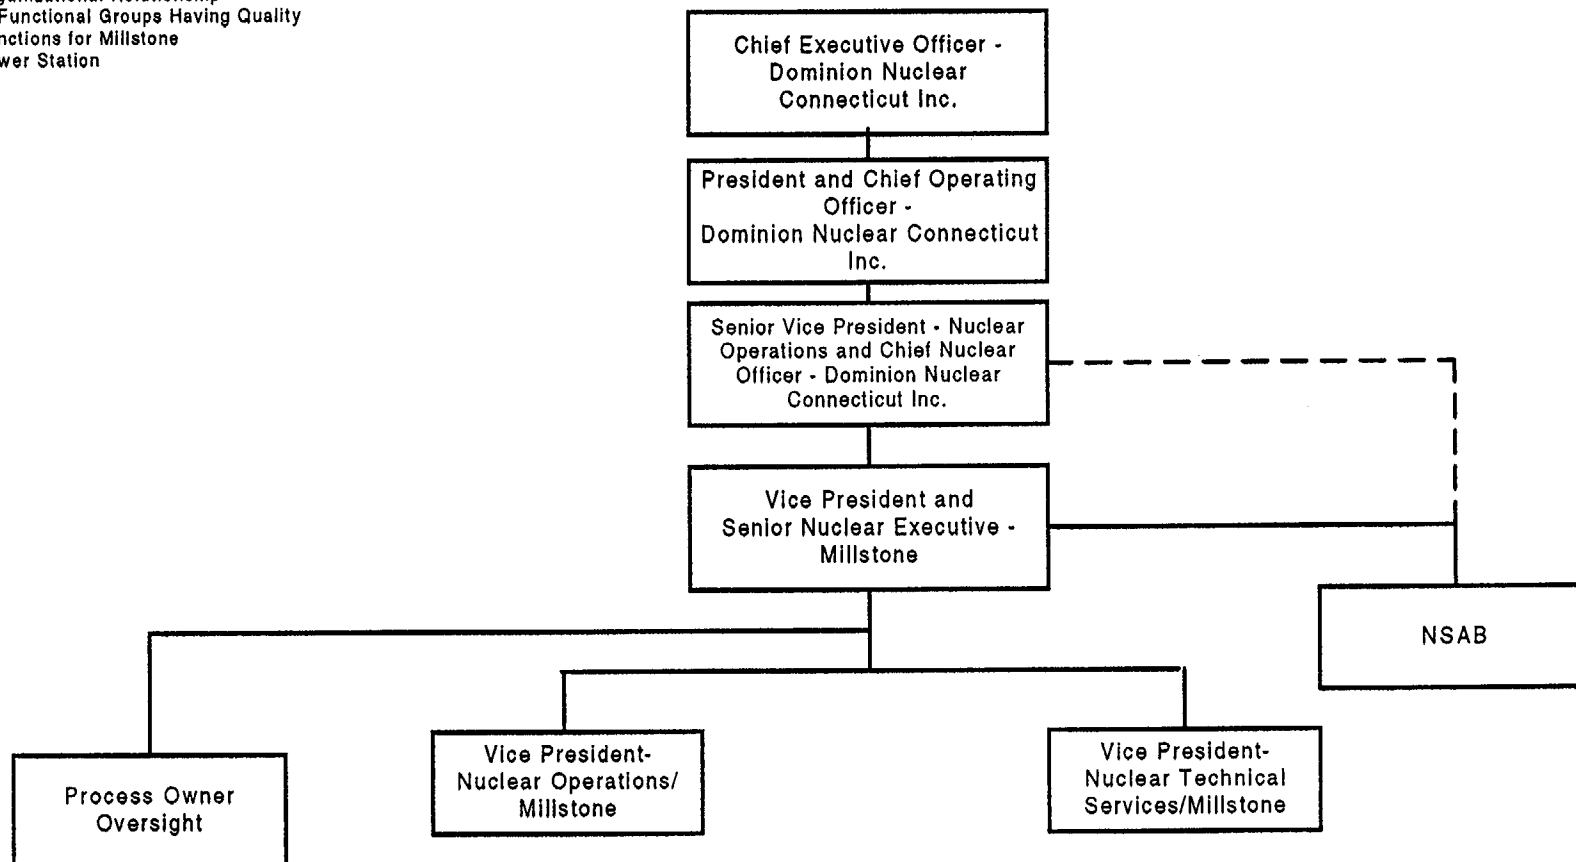 Functional Groups Having Quality
nctions for Millstone
wer Station
Chief Executive Officer -
Dominion Nuclear
Connecticut Inc.
President and Chief Operating
Officer -
Dominion Nuclear Connecticut
Inc.
Senior Vice President - Nuclear
Operations and Chief Nuclear
Officer - Dominion Nuclear
Connecticut Inc.
Vice President and
Senior Nuclear Executive -
Millstone
NSAB
Process Owner
Oversight
Vice President-
Nuclear Operations/
Millstone
Vice President-
Nuclear Technical
Services/Millstone